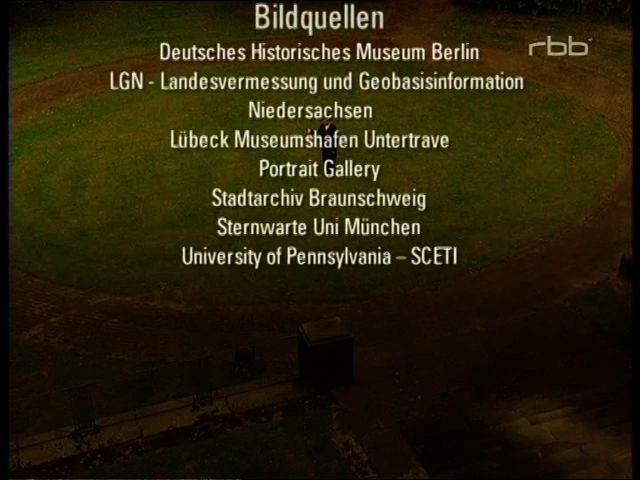 Bildquellen
Deutsches Historisches Museum Berlin
rbb
LGN - Landesvermessung und Geobasisinformation
Niedersachsen
Lübeck Museumshafen Untertrave
Portrait Gallery
Stadtarchiv Braunschweig
Sternwarte Uni München
University of Pennsylvania – SCETI